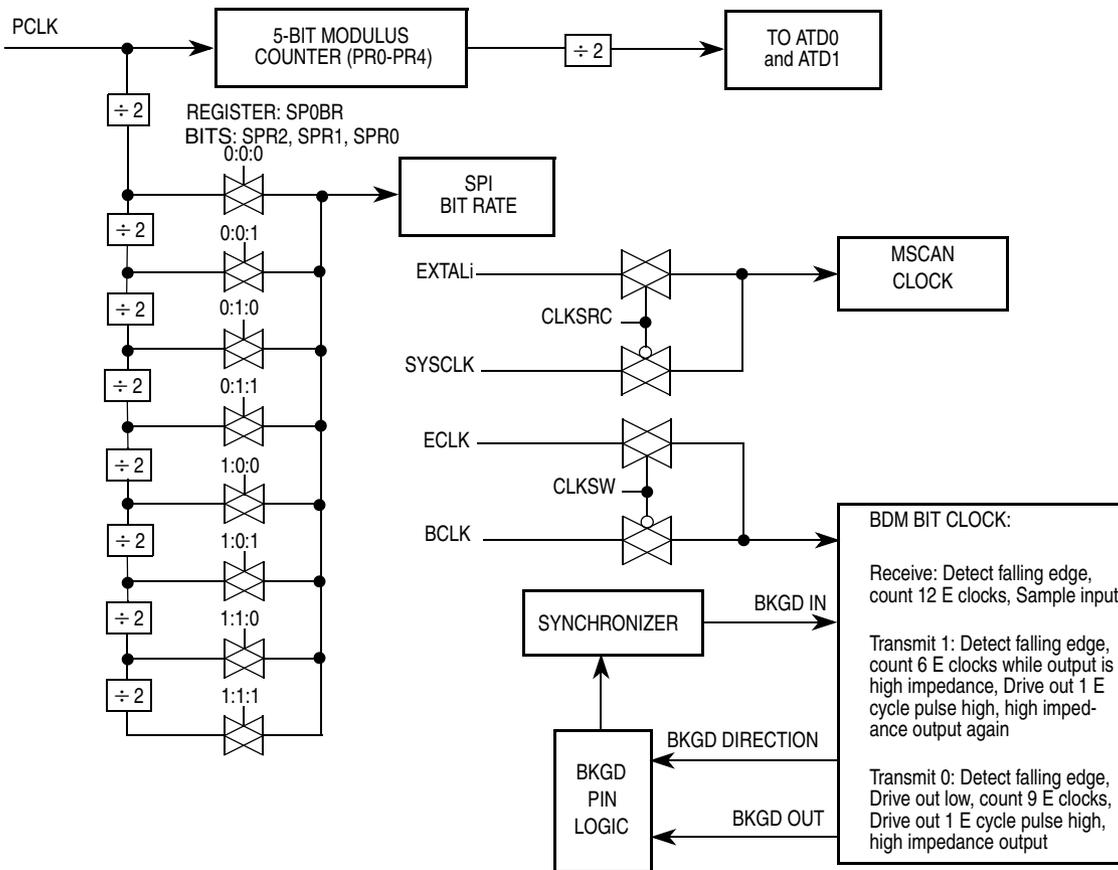 PCLK
5-BIT MODULUS
COUNTER (PR0-PR4)
÷ 2
TO ATD0
and ATD1
÷ 2
REGISTER: SP0BR
BITS: SPR2, SPR1, SPR0
0:0:0
SPI
BIT RATE
÷ 2
0:0:1
÷ 2
0:1:0
÷ 2
0:1:1
÷ 2
1:0:0
÷ 2
1:0:1
÷ 2
1:1:0
÷ 2
1:1:1
EXTALi
MSCAN
CLOCK
CLKSRC
SYSCLK
ECLK
CLKSW
BCLK
BDM BIT CLOCK:
Receive: Detect falling edge,
count 12 E clocks, Sample input
Transmit 1: Detect falling edge,
count 6 E clocks while output is
high impedance, Drive out 1 E
cycle pulse high, high imped-
ance output again
Transmit 0: Detect falling edge,
Drive out low, count 9 E clocks,
Drive out 1 E cycle pulse high,
high impedance output
SYNCHRONIZER
BKGD IN
BKGD DIRECTION
BKGD OUT
BKGD
PIN
LOGIC